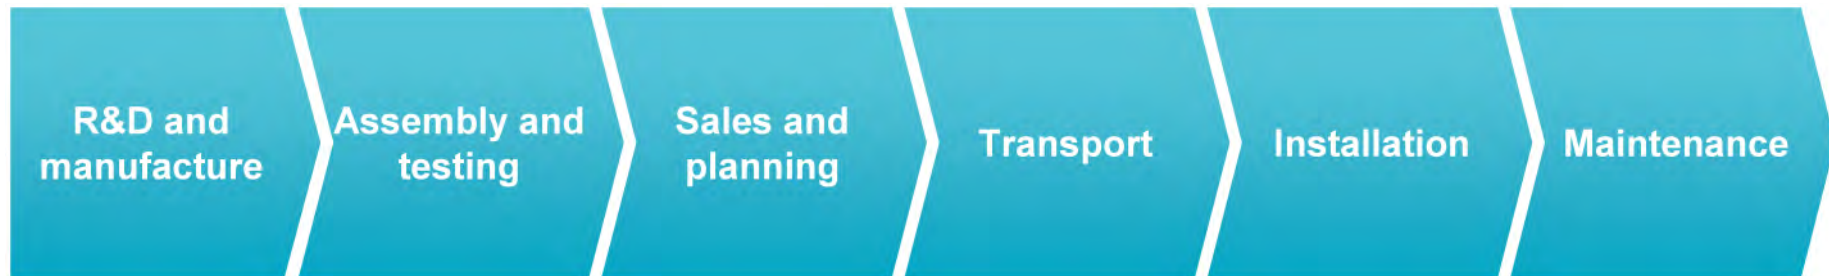 R&D and
manufacture
Assembly and
testing
Sales and
planning
Transport
Installation
Maintenance